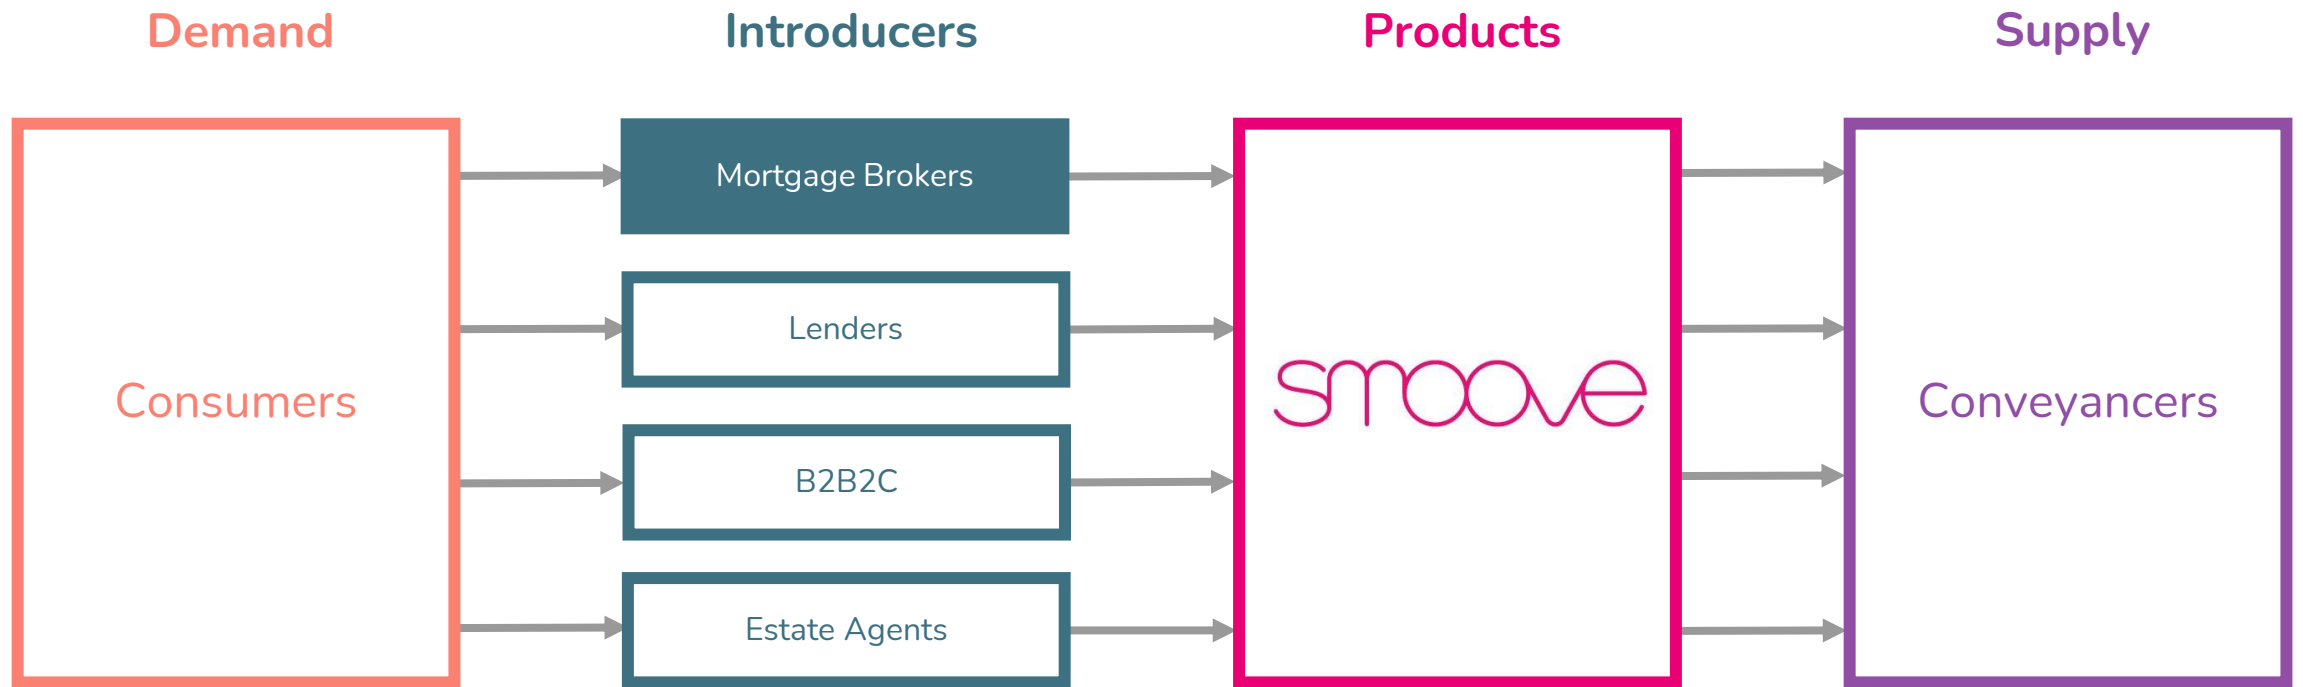 Demand
Introducers
Products
Supply
Consumers
Mortgage Brokers
Lenders
B2B2C
Estate Agents
smoove
Conveyancers